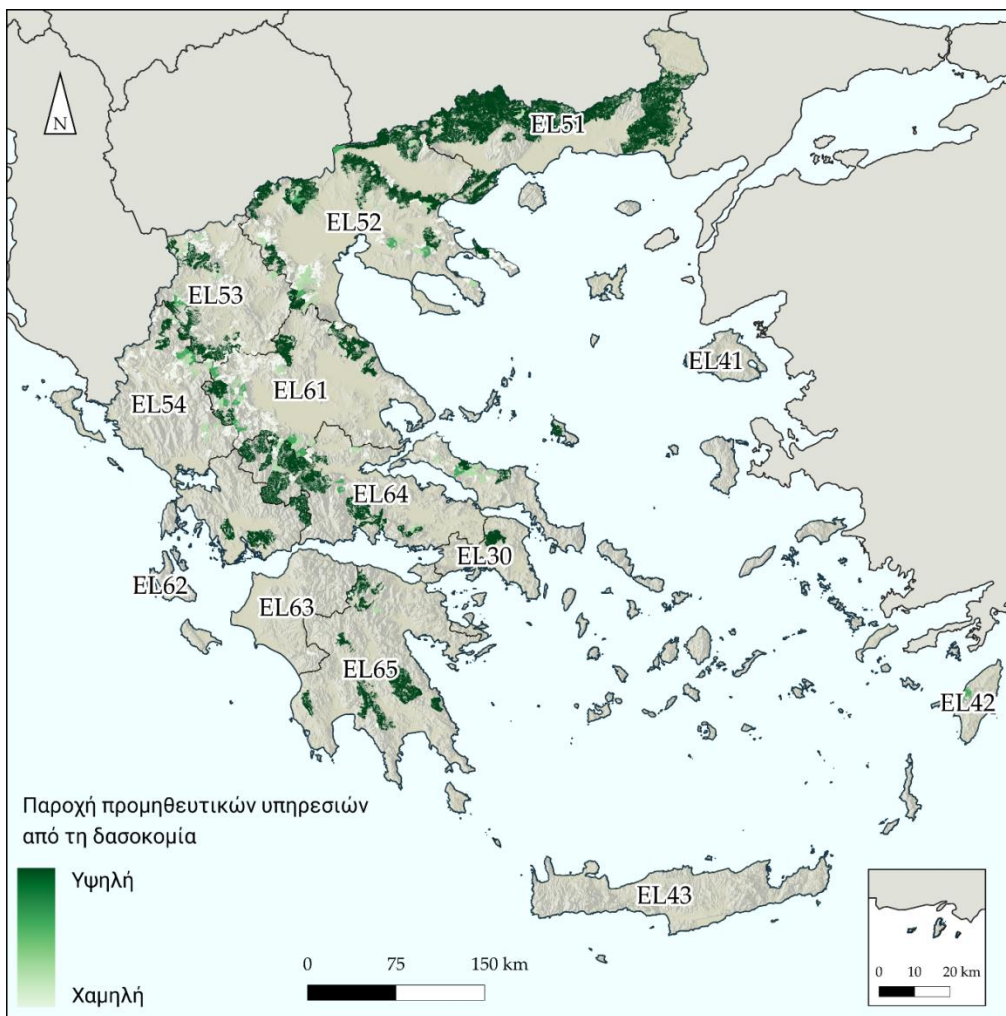 N
EL51
EL52
EL53
EL41
EL54
EL61
EL64
EL30
EL62
EL63
EL65
EL42
EL43
Παροχή προμηθευτικών υπηρεσιών
από τη δασοκομία
Υψηλή
Χαμηλή
0 75 150 km
0 10 20 km